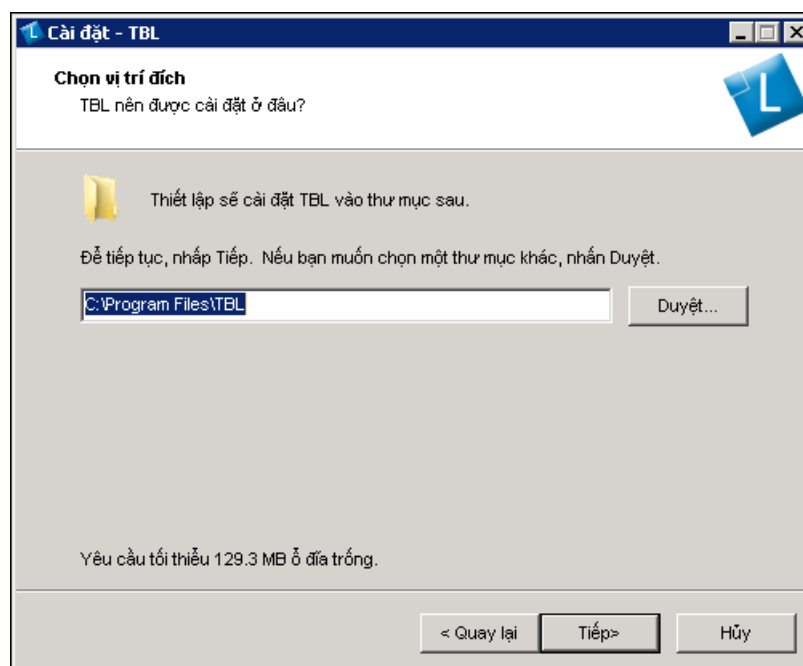 Cài đặt - TBL
Chọn vị trí đích
TBL nên được cài đặt ở đâu?
L
Thiết lập sẽ cài đặt TBL vào thư mục sau.
Để tiếp tục, nhấp Tiếp. Nếu bạn muốn chọn một thư mục khác, nhấn Duyệt.
C:\Program Files\TBL
Duyệt...
Yêu cầu tối thiểu 129.3 MB ổ đĩa trống.
< Quay lại
Tiếp>
Hủy